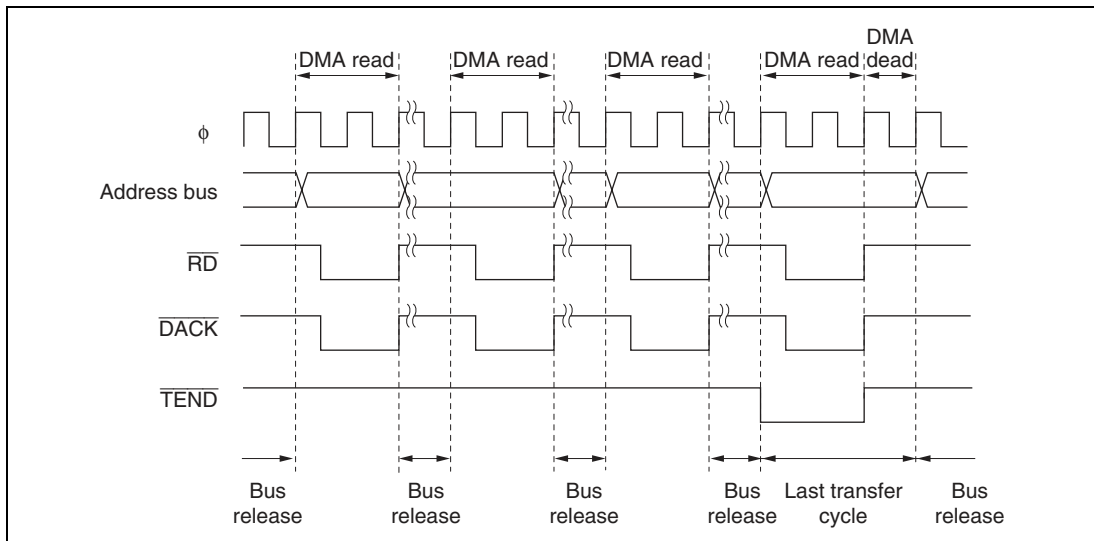 DMA
DMA read DMA read DMA read DMA read dead
ϕ
Address bus
RD
DACK
TEND
Bus Bus Bus Bus Last transfer Bus
release release release release cycle release